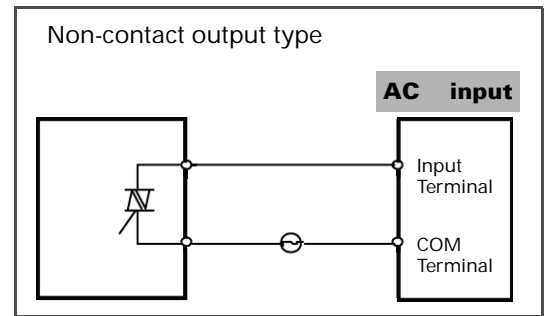 Non-contact output type
AC input
Input
Terminal
COM
Terminal